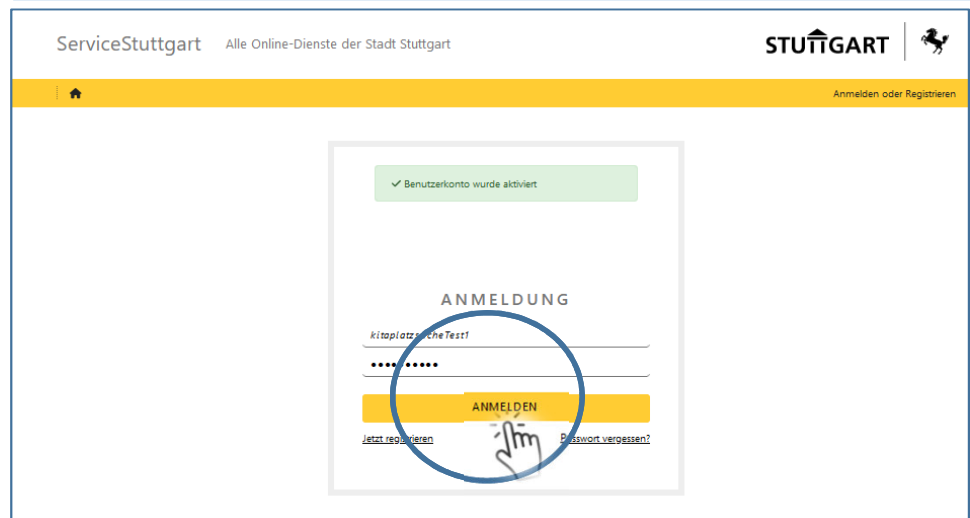 ServiceStuttgart Alle Online-Dienste der Stadt Stuttgart
STUTTGART
Anmelden oder Registrieren
Benutzerkonto wurde aktiviert
ANMELDUNG
ANMELDEN
Jetzt registrieren Passwort vergessen?